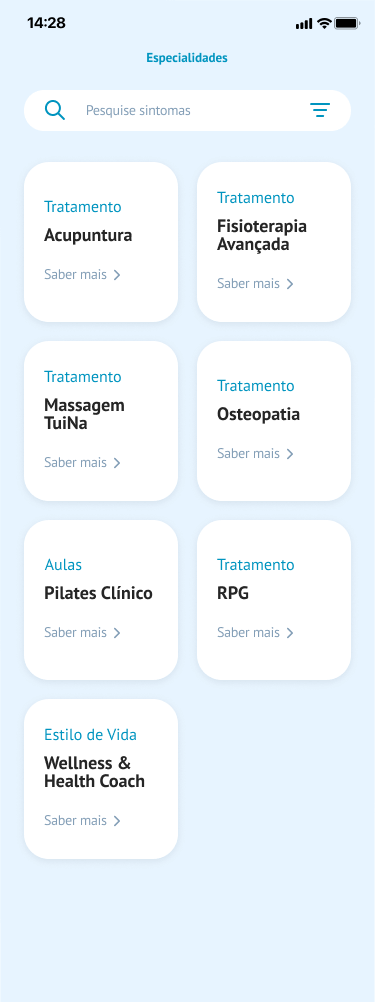 14:28
Especialidades
Pesquise sintomas
Tratamento
Acupuntura
Saber mais
Tratamento
Fisioterapia
Avançada
Saber mais
Tratamento
Massagem
TuiNa
Saber mais
Tratamento
Osteopatia
Saber mais
Aulas
Pilates Clínico
Saber mais
Tratamento
RPG
Saber mais
Estilo de Vida
Wellness &
Health Coach
Saber mais